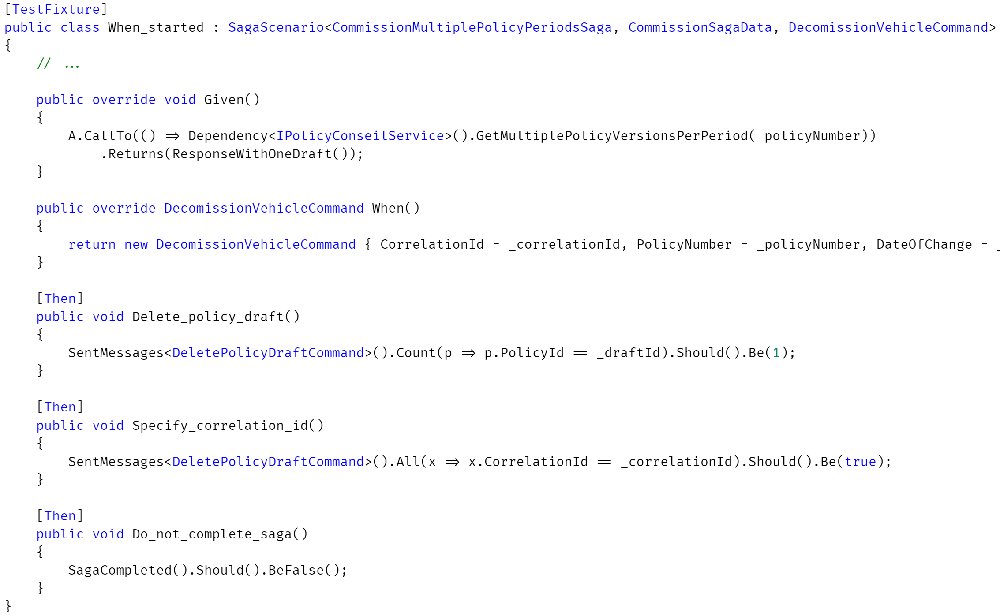 [TestFixture]
public class When_started : SagaScenario<CommissionMultiplePolicyPeriodsSaga, CommissionSagaData, DecomissionVehicleCommand>
{
    // ...
    public override void Given()
    {
        A.CallTo(() => Dependency<IPolicyConseilService>().GetMultiplePolicyVersionsPerPeriod(_policyNumber))
            .Returns(ResponseWithOneDraft());
    }
    public override DecomissionVehicleCommand When()
    {
        return new DecomissionVehicleCommand { CorrelationId = _correlationId, PolicyNumber = _policyNumber, DateOfChange = _
    }
    [Then]
    public void Delete_policy_draft()
    {
        SentMessages<DeletePolicyDraftCommand>().Count(p => p.PolicyId == _draftId).Should().Be(1);
    }
    [Then]
    public void Specify_correlation_id()
    {
        SentMessages<DeletePolicyDraftCommand>().All(x => x.CorrelationId == _correlationId).Should().Be(true);
    }
    [Then]
    public void Do_not_complete_saga()
    {
        SagaCompleted().Should().BeFalse();
    }
}